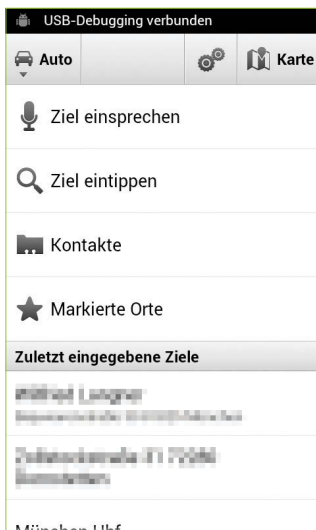 USB-Debugging verbunden
Auto
Karte
Ziel einsprechen
Ziel eintippen
Kontakte
Markierte Orte
Zuletzt eingegebene Ziele
München Hbf